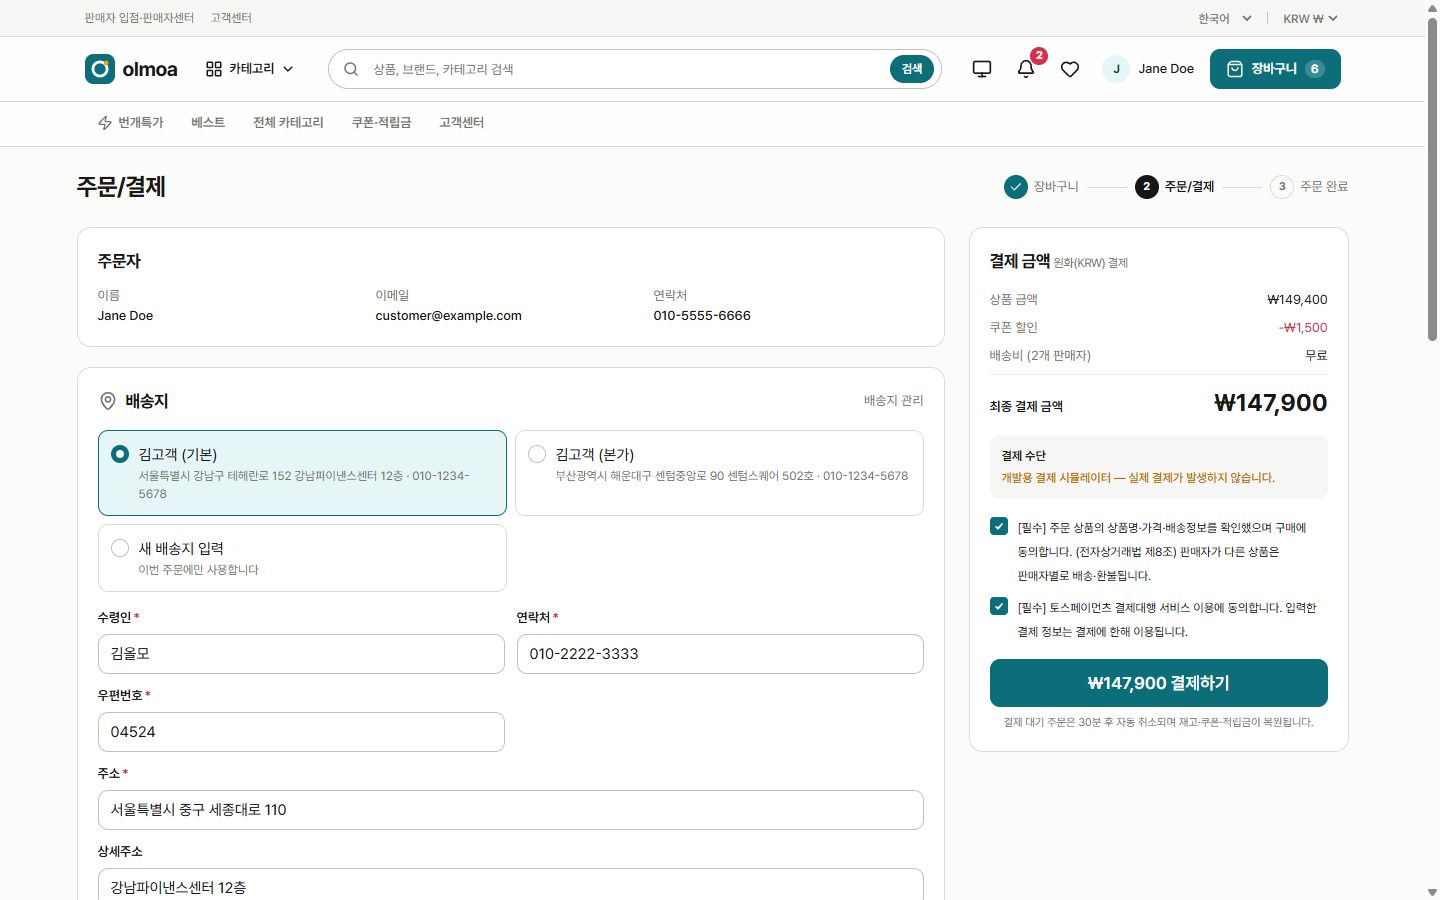 판매자 입점·판매자센터 고객센터 한국어 KRW ₩
olmoa 카테고리 상품, 브랜드, 카테고리 검색 검색 2 J Jane Doe 장바구니 6
번개특가 베스트 전체 카테고리 쿠폰·적립금 고객센터
주문/결제
장바구니 2 주문/결제 3 주문 완료
주문자
이름 이메일 연락처
Jane Doe customer@example.com 010-5555-6666
배송지 배송지 관리
김고객 (기본)
서울특별시 강남구 테헤란로 152 강남파이낸스센터 12층 · 010-1234-
5678
김고객 (본가)
부산광역시 해운대구 센텀중앙로 90 센텀스퀘어 502호 · 010-1234-5678
새 배송지 입력
이번 주문에만 사용합니다
수령인 * 연락처 *
김올모 010-2222-3333
우편번호 *
04524
주소 *
서울특별시 중구 세종대로 110
상세주소
강남파이낸스센터 12층
결제 금액 원화(KRW) 결제
상품 금액 ₩149,400
쿠폰 할인 -₩1,500
배송비 (2개 판매자) 무료
최종 결제 금액 ₩147,900
결제 수단
개발용 결제 시뮬레이터 — 실제 결제가 발생하지 않습니다.
[필수] 주문 상품의 상품명·가격·배송정보를 확인했으며 구매에
동의합니다. (전자상거래법 제8조) 판매자가 다른 상품은
판매자별로 배송·환불됩니다.
[필수] 토스페이먼츠 결제대행 서비스 이용에 동의합니다. 입력한
결제 정보는 결제에 한해 이용됩니다.
₩147,900 결제하기
결제 대기 주문은 30분 후 자동 취소되며 재고·쿠폰·적립금이 복원됩니다.